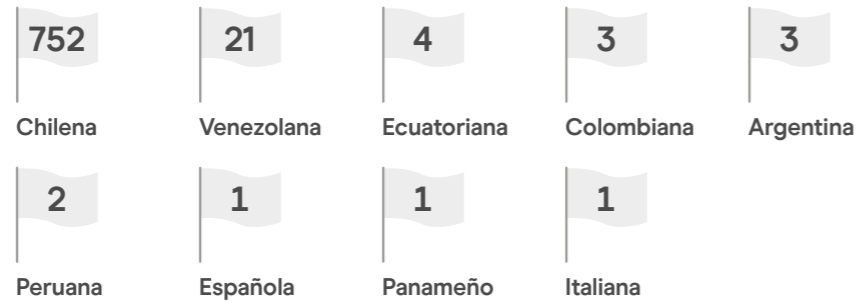 752 21 4 3 3
Chilena Venezolana Ecuatoriana Colombiana Argentina
2 1 1 1
Peruana Española Panameño Italiana